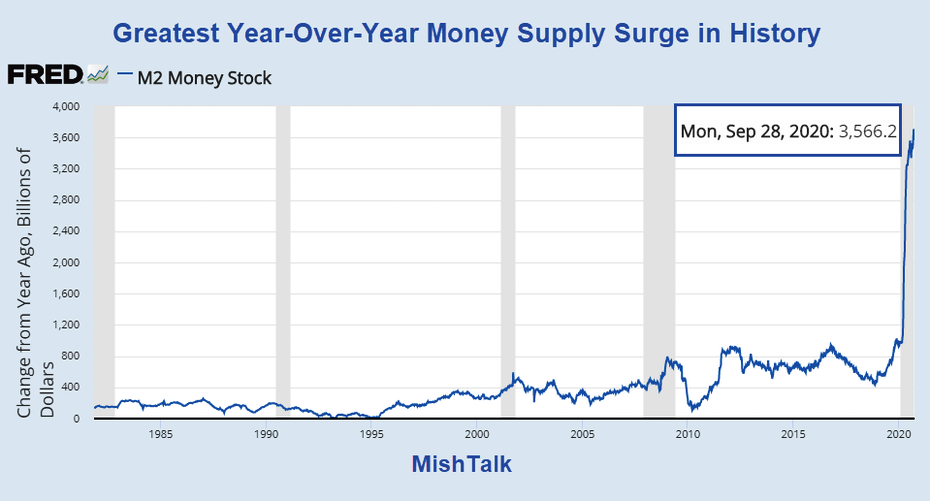 Greatest Year-Over-Year Money Supply Surge in History
FRED
M2 Money Stock
4,000
3,600
3,200
2,800
2,400
2,000
1,600
1,200
800
400
0
Change from Year Ago, Billions of
Dollars
Mon, Sep 28, 2020: 3,566.2
1985
1990
1995
2000
2005
2010
2015
2020
MishTalk